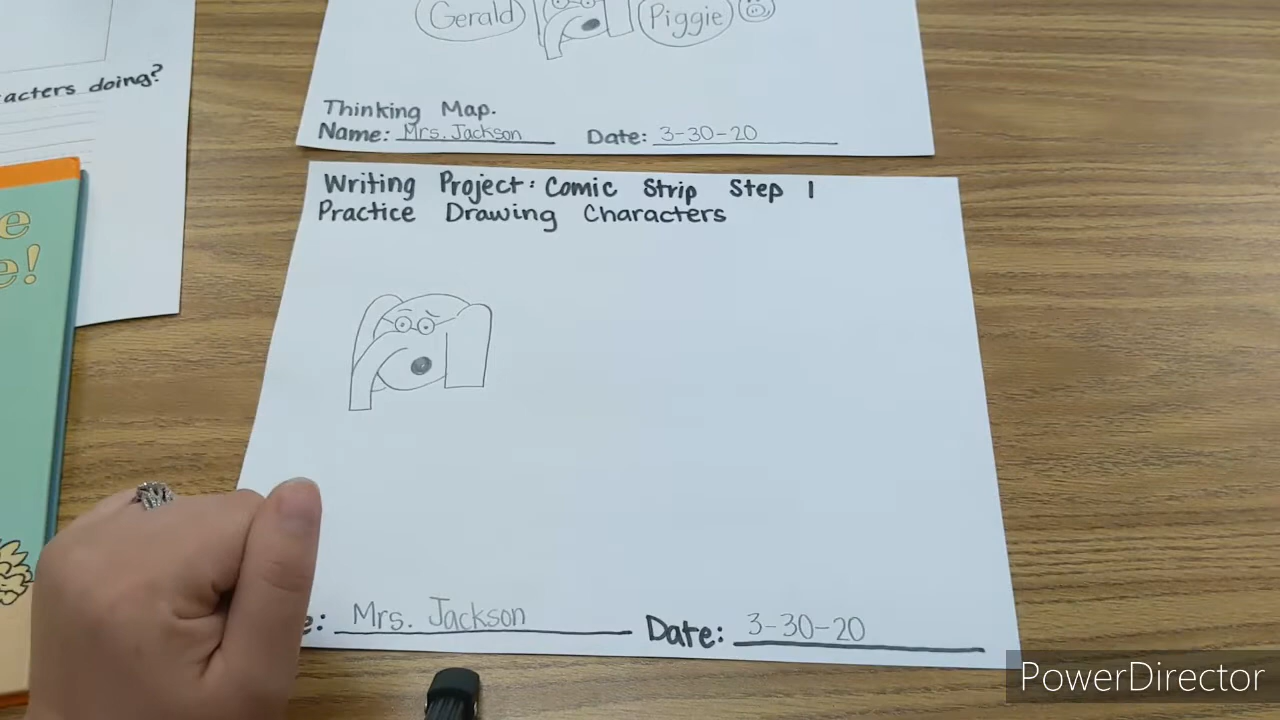 Gerald
Piggie
acters doing?
Thinking Map.
Name: Mrs. Jackson Date: 3-30-20
Writing Project: Comic Strip Step 1
Practice Drawing Characters
e
e!
e: Mrs. Jackson Date: 3-30-20
PowerDirector